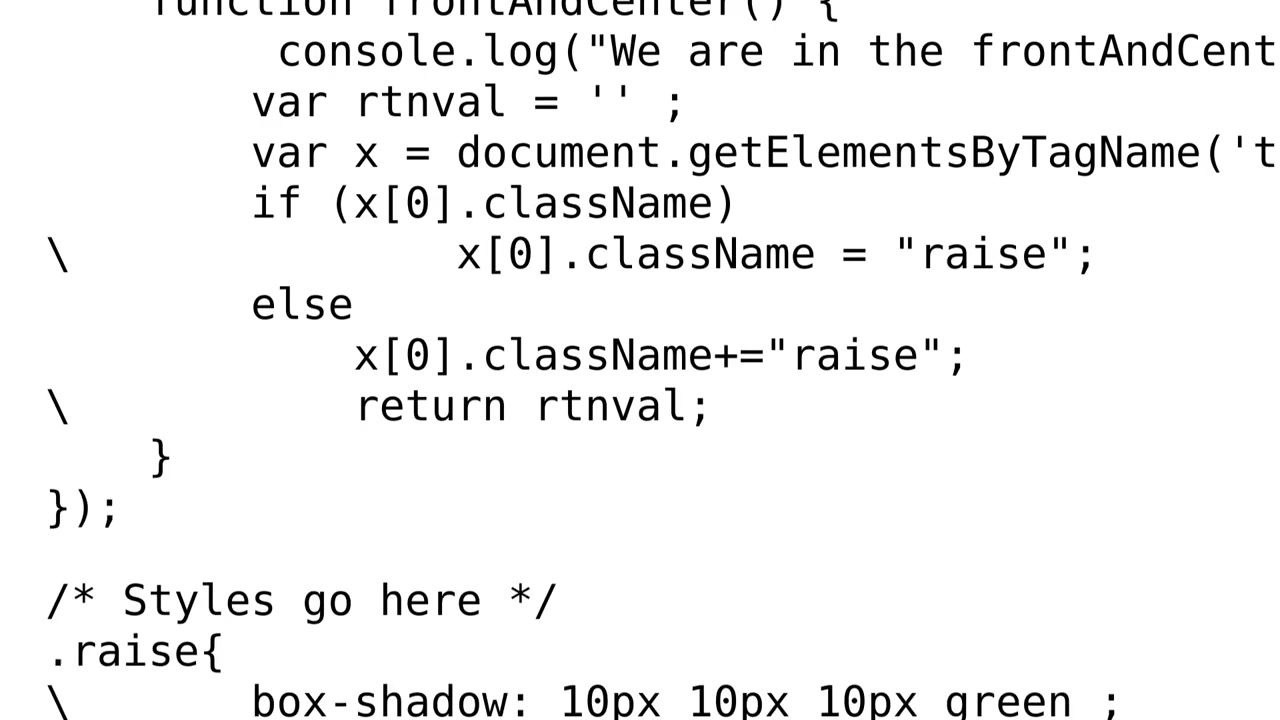 function frontAndCenter() {
console.log("We are in the frontAndCent
var rtnval = '' ;
var x = document.getElementsByTagName('t
if (x[0].className)
\ x[0].className = "raise";
else
x[0].className+="raise";
\ return rtnval;
}
});
/* Styles go here */
.raise{
\ box-shadow: 10px 10px 10px green ;